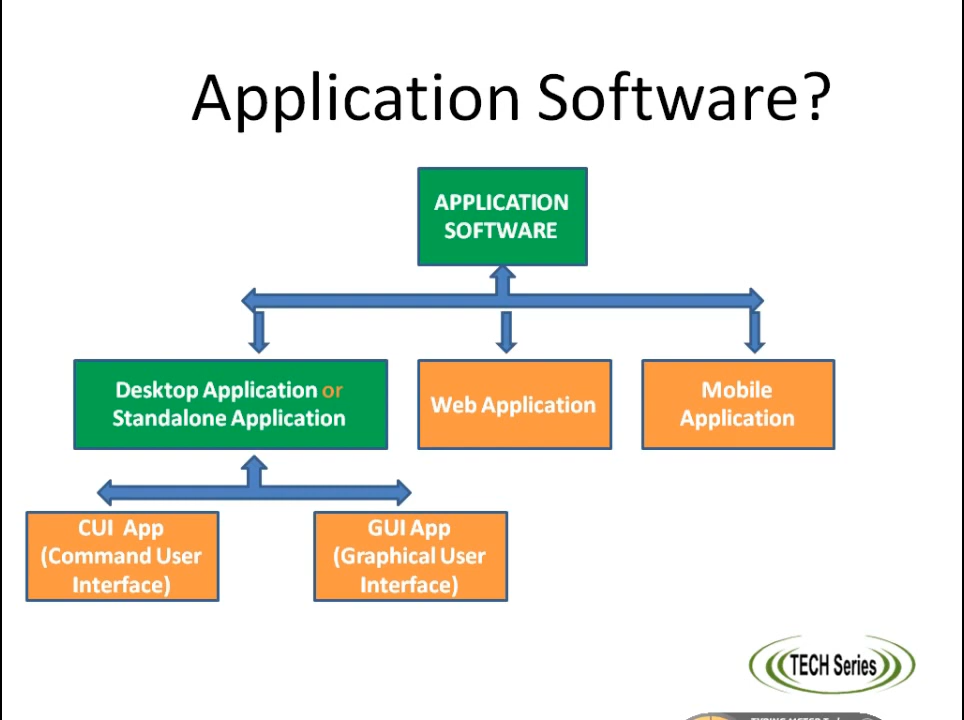 Application Software?
APPLICATION
SOFTWARE
Desktop Application or
Standalone Application
Web Application
Mobile
Application
CUI App
(Command User
Interface)
GUI App
(Graphical User
Interface)
TECH Series